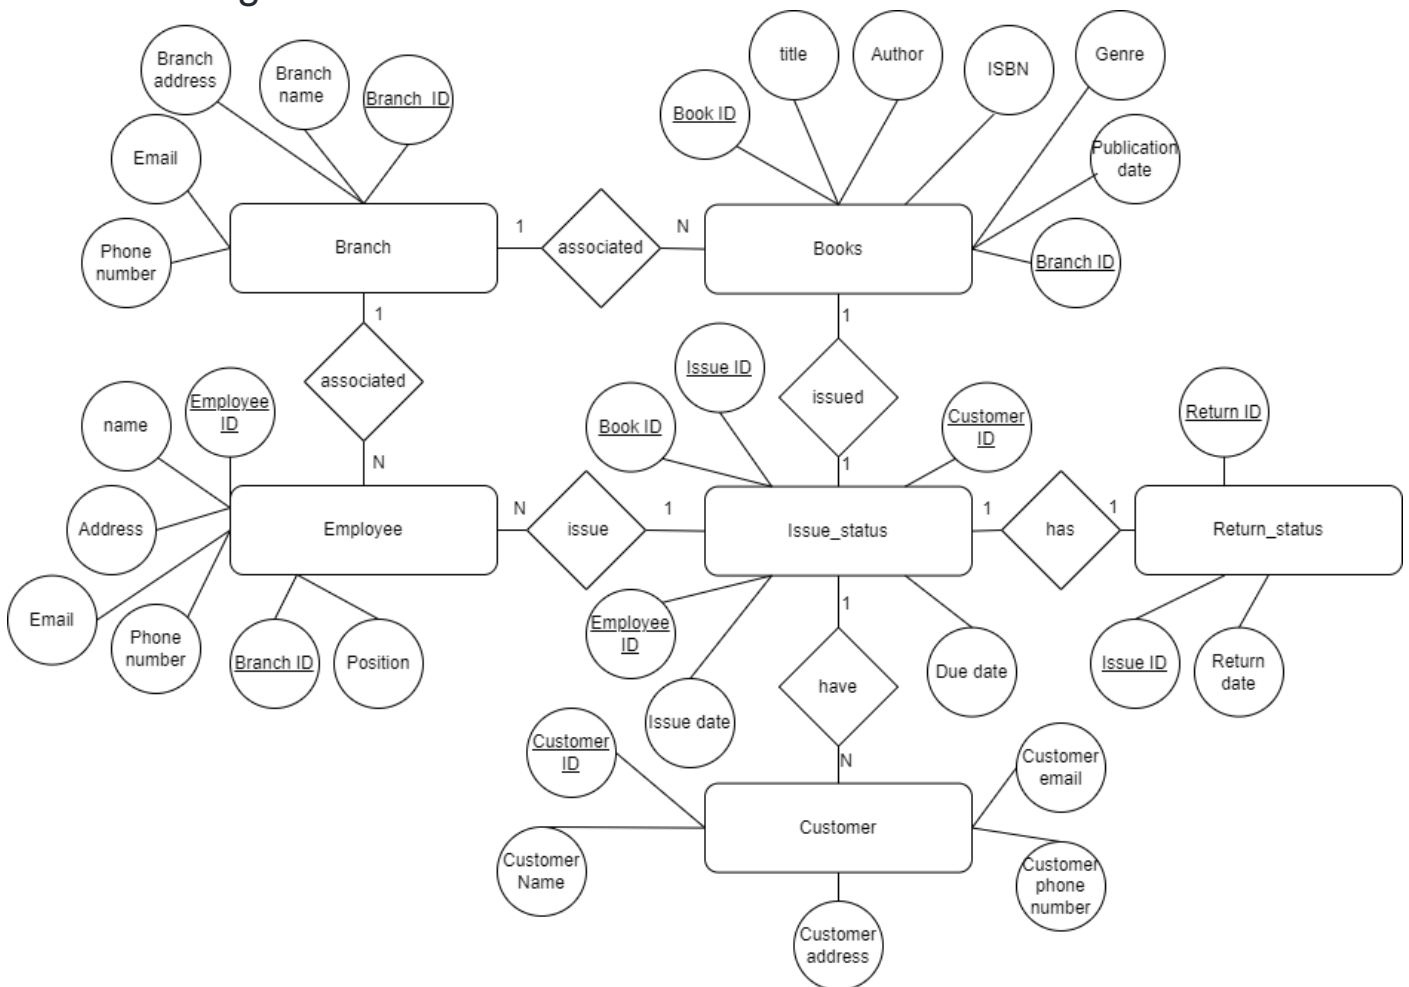 g
Branch
address
Branch
name
Branch  ID
title
Author
ISBN
Genre
Book ID
Email
Publication
date
Phone
number
Branch
1
associated
N
Books
Branch ID
1
associated
N
1
issued
1
name
Employee
ID
Issue ID
Book ID
Customer
ID
Return ID
Address
Employee
N
issue
1
Issue_status
1
has
1
Return_status
Email
Phone
number
Branch ID
Position
Employee
ID
Issue date
1
have
N
Due date
Issue ID
Return
date
Customer
ID
Customer
email
Customer
Name
Customer
Customer
phone
number
Customer
address